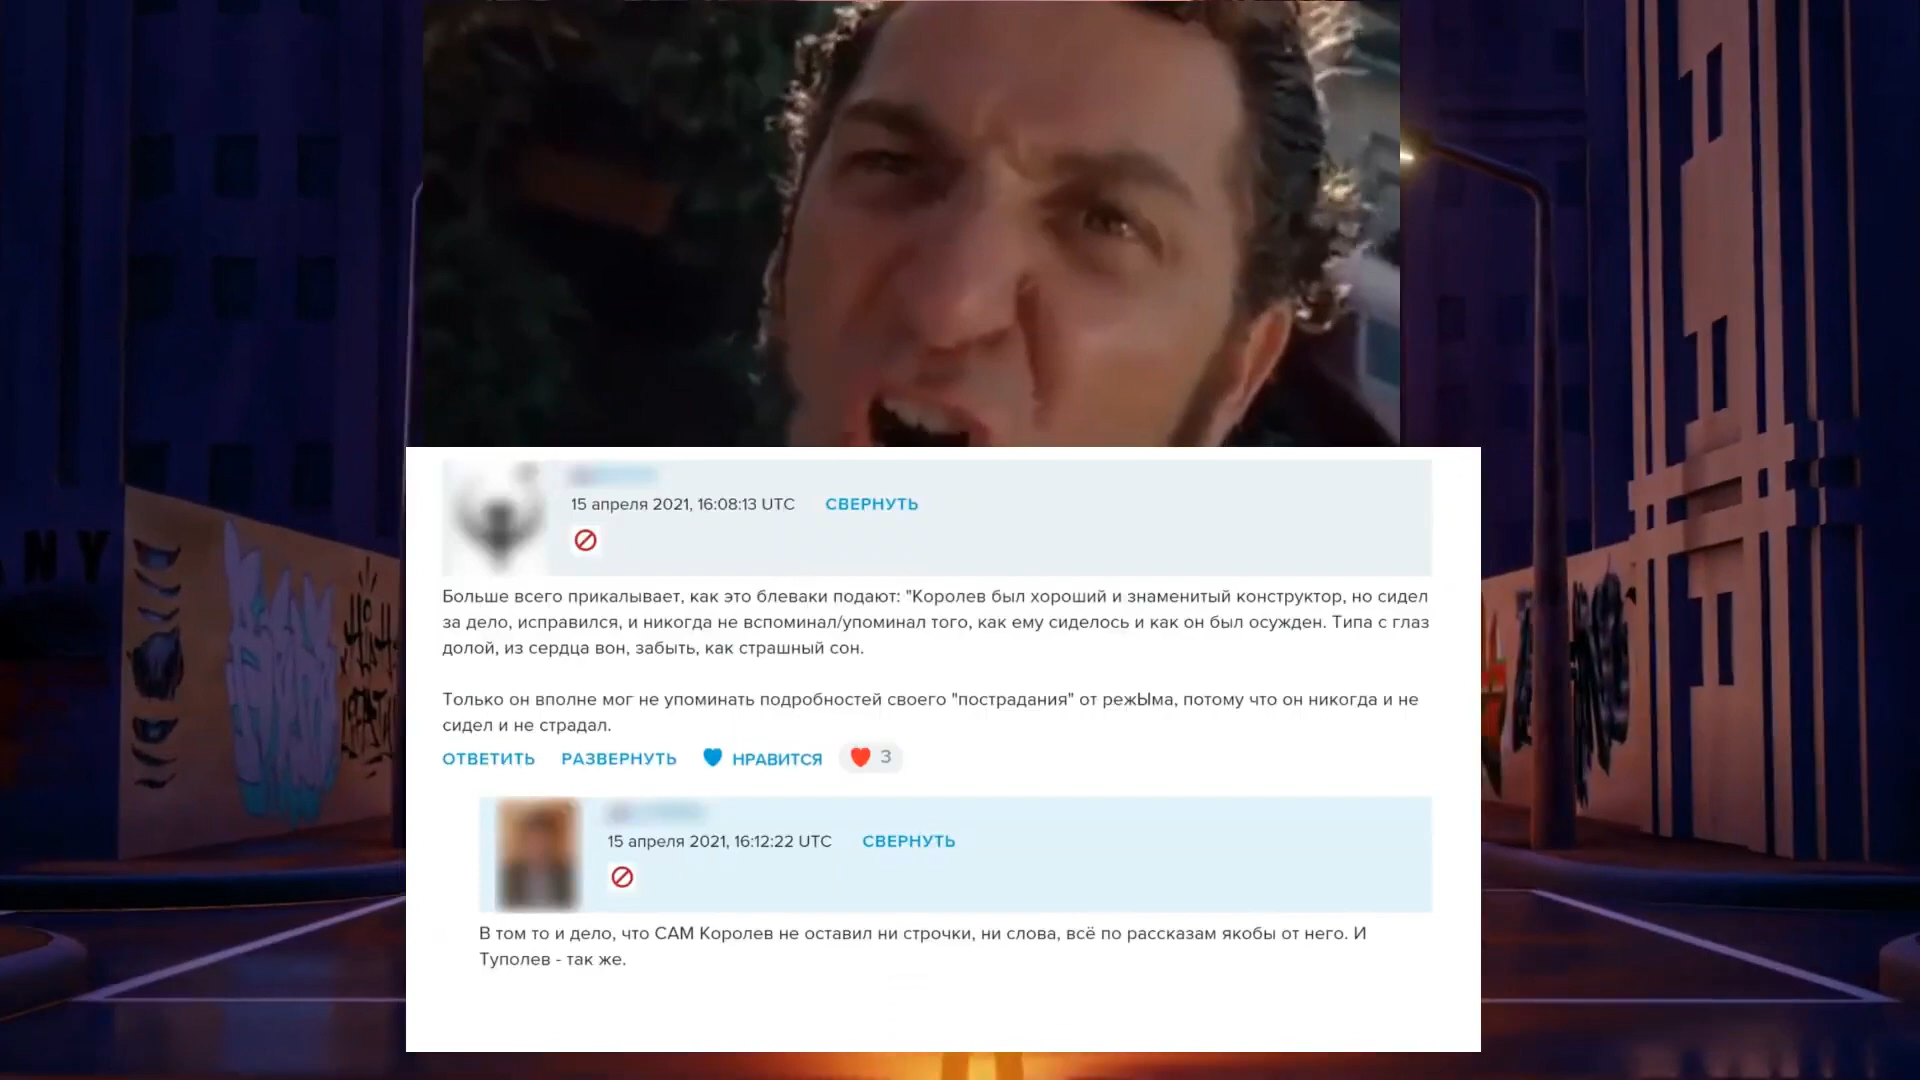 NY
15 апреля 2021, 16:08:13 UTC СВЕРНУТЬ
Больше всего прикалывает, как это блеваки подают: "Королев был хороший и знаменитый конструктор, но сидел
за дело, исправился, и никогда не вспоминал/упоминал того, как ему сиделось и как он был осужден. Типа с глаз
долой, из сердца вон, забыть, как страшный сон.
Только он вполне мог не упоминать подробностей своего "пострадания" от режЫма, потому что он никогда и не
сидел и не страдал.
ОТВЕТИТЬ РАЗВЕРНУТЬ НРАВИТСЯ 3
15 апреля 2021, 16:12:22 UTC СВЕРНУТЬ
В том то и дело, что САМ Королев не оставил ни строчки, ни слова, всё по рассказам якобы от него. И
Туполев - так же.